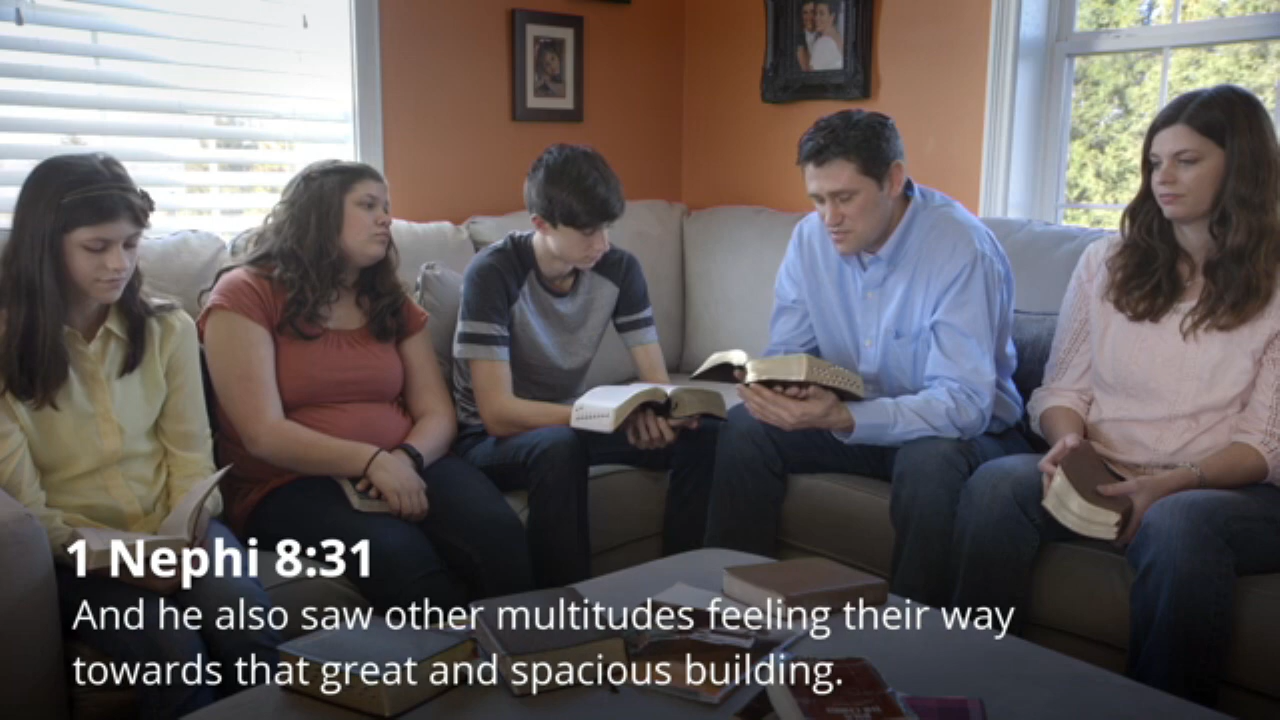 1 Nephi 8:31
And he also saw other multitudes feeling their way
towards that great and spacious building.